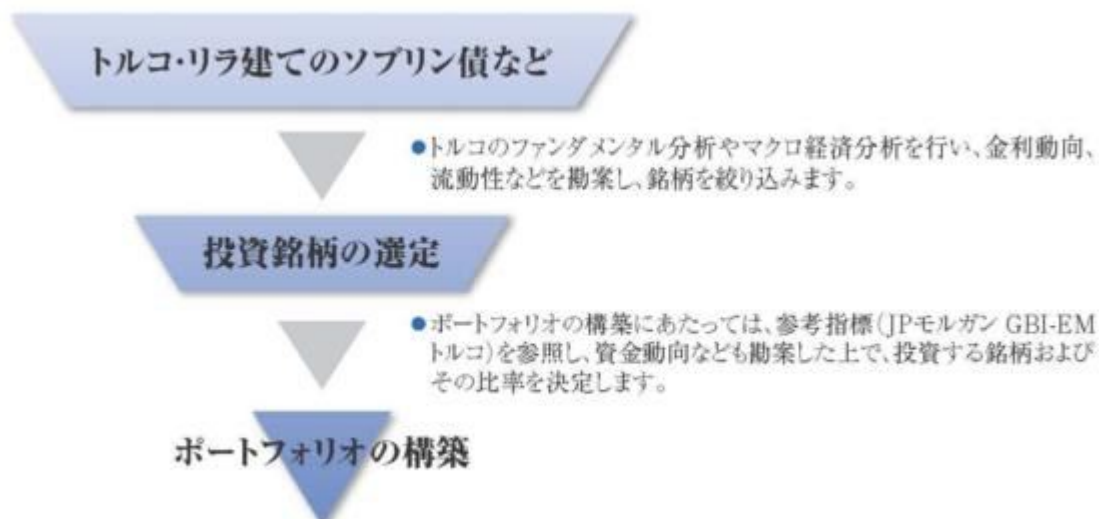 トルコ・リラ建てのソブリン債など
●トルコのファンダメンタル分析やマクロ経済分析を行い、金利動向、
流動性などを勘案し、銘柄を絞り込みます。
投資銘柄の選定
●ポートフォリオの構築にあたっては、参考指標(JPモルガン GBI-EM
トルコ)を参照し、資金動向なども勘案した上で、投資する銘柄および
その比率を決定します。
ポートフォリオの構築